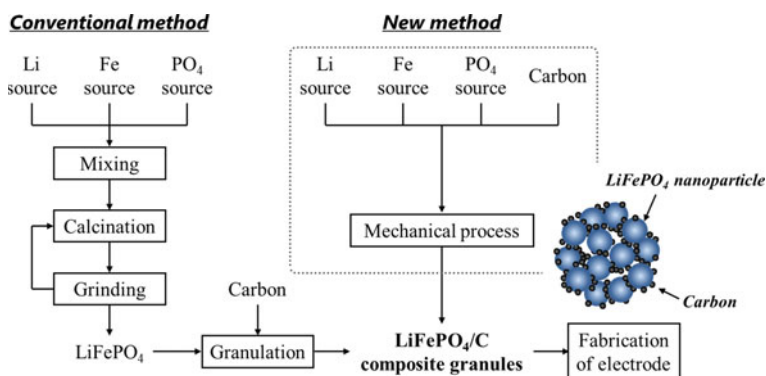 Conventional method
Li
source
Fe
source
PO₄
source
Mixing
Calcination
Grinding
LiFePO₄
Carbon
Granulation
New method
Li
source
Fe
source
PO₄
source
Carbon
Mechanical process
LiFePO₄ nanoparticle
Carbon
LiFePO₄/C
composite granules
Fabrication
of electrode